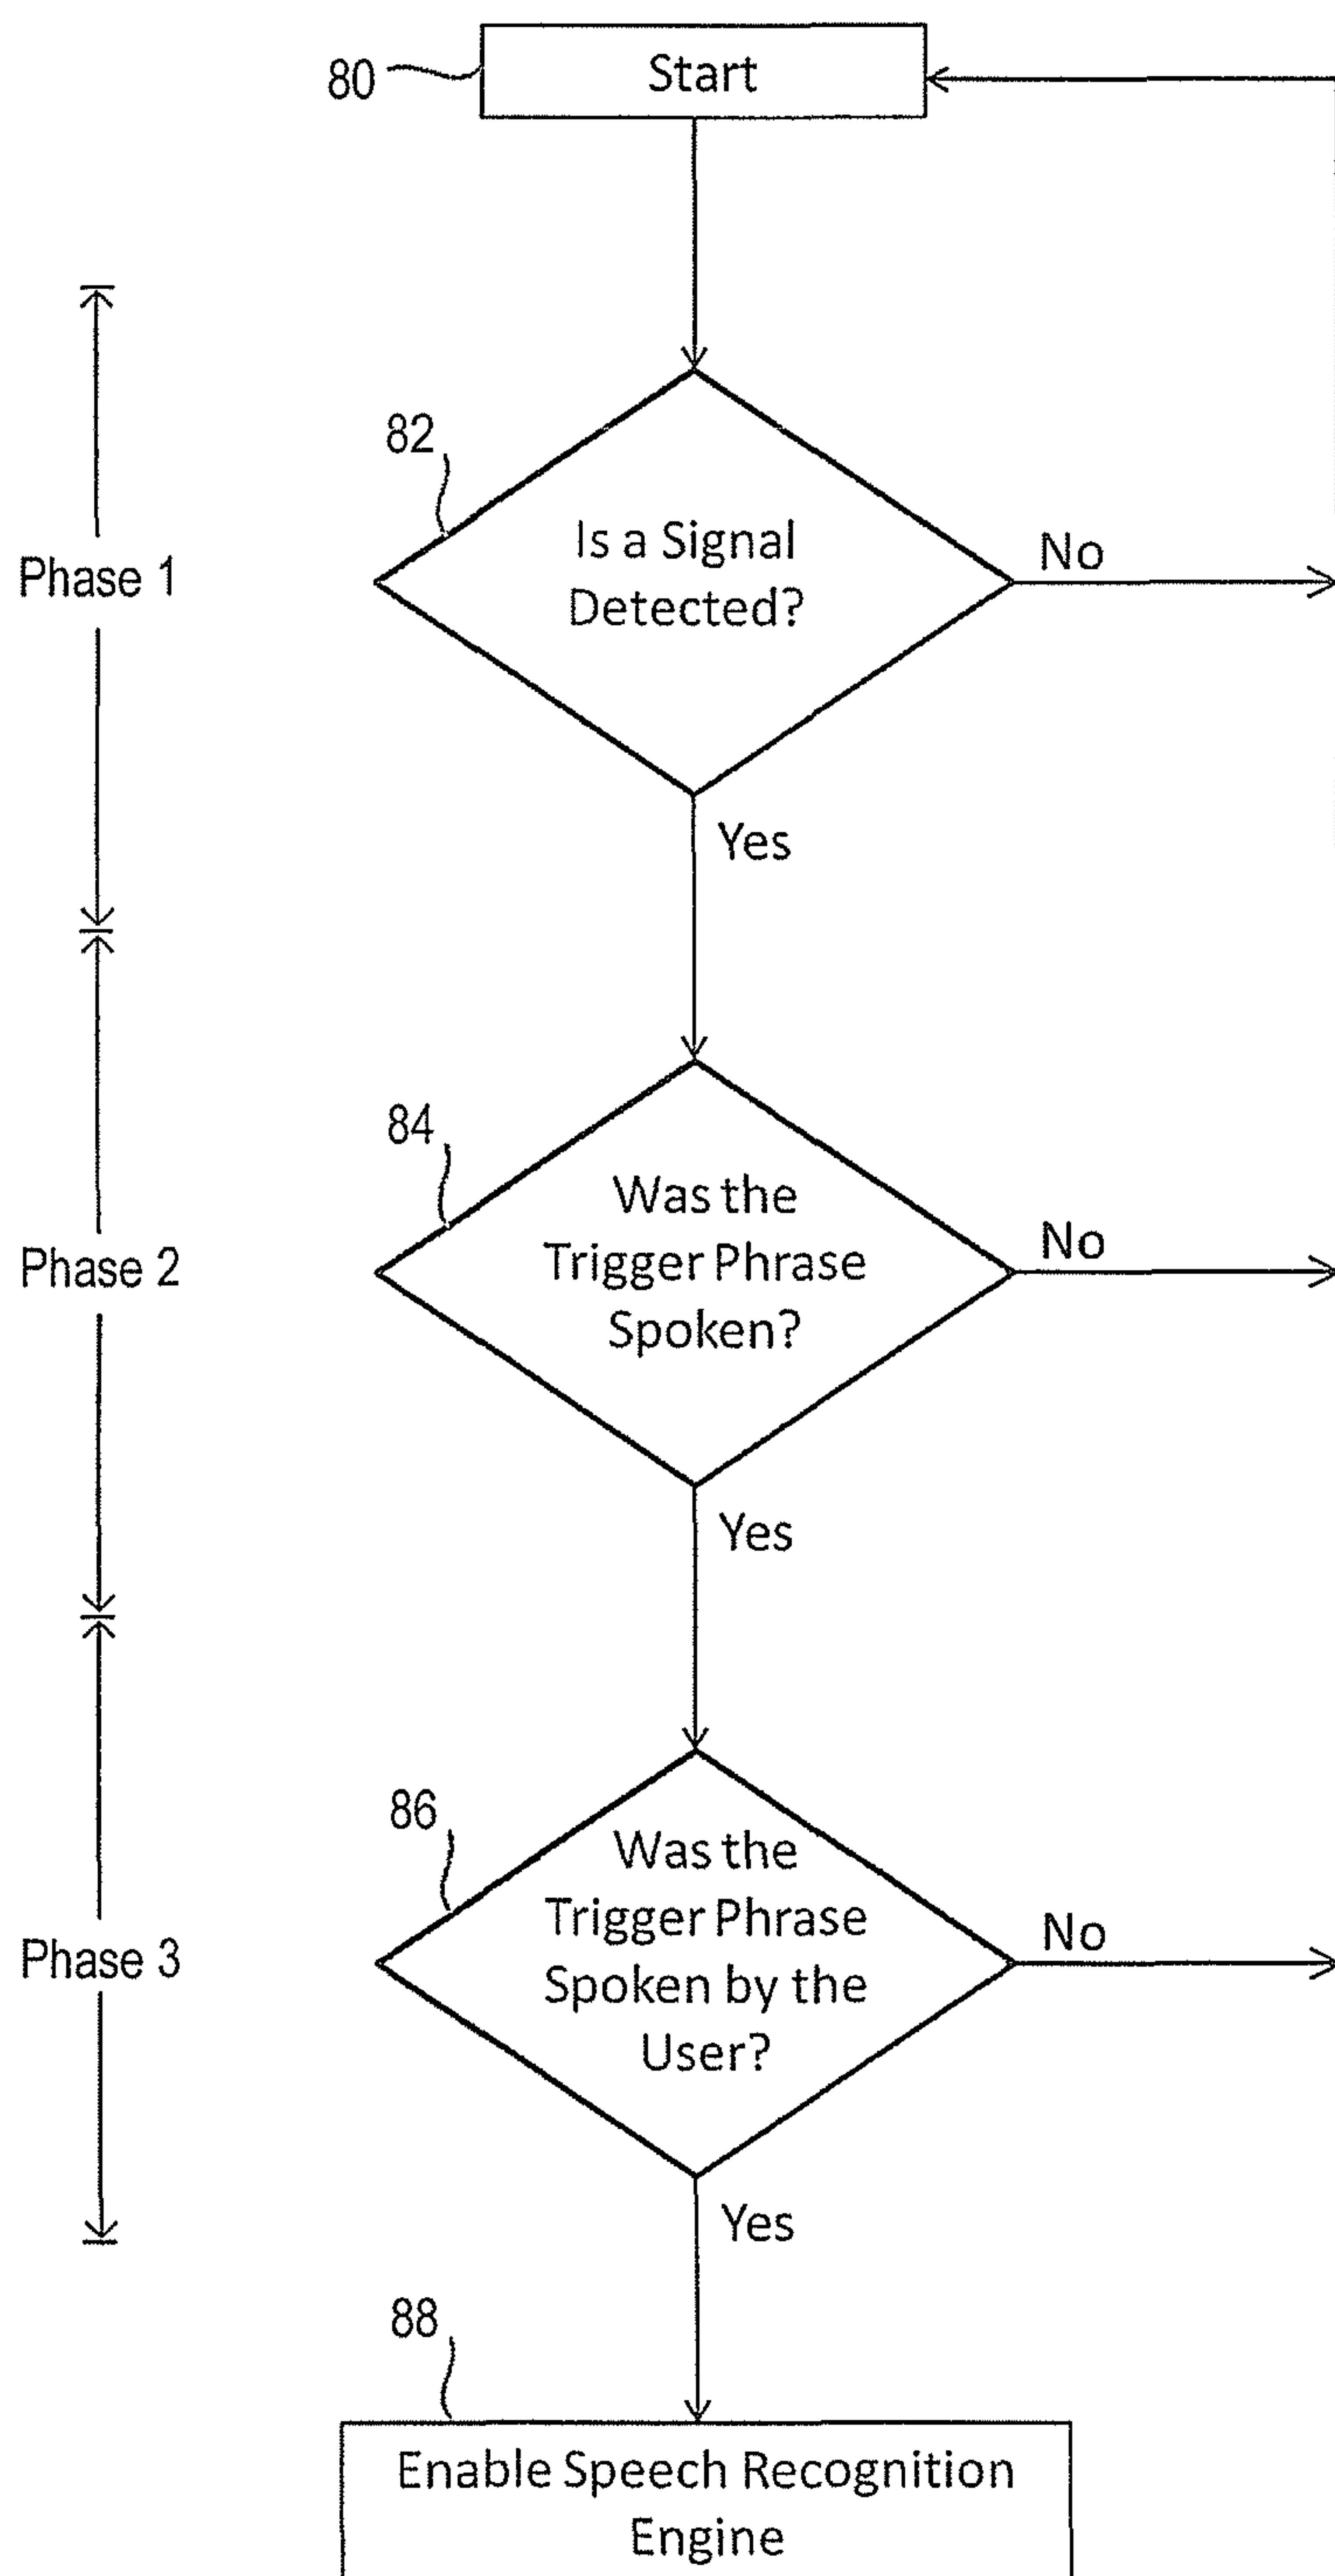 80
Start
82
Is a Signal
Detected?
No
Phase 1
Yes
84
Was the
Trigger Phrase
Spoken?
No
Phase 2
Yes
86
Was the
Trigger Phrase
Spoken by the
User?
No
Phase 3
Yes
88
Enable Speech Recognition
Engine